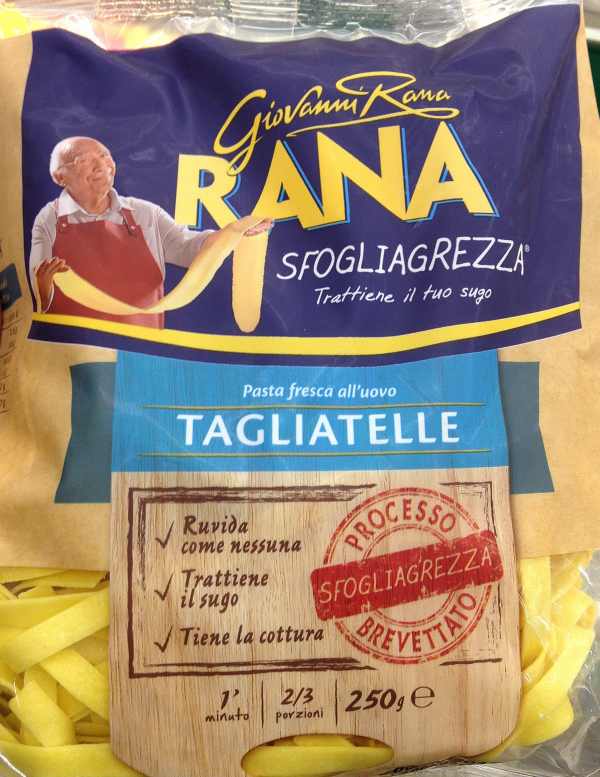 Giovanni Rana
RANA
SFOGLIAGREZZA®
Trattiene il tuo sugo
Pasta fresca all'uovo
TAGLIATELLE
Ruvida
come nessuna
Trattiene
il sugo
Tiene la cottura
PROCESSO
SFOGLIAGREZZA
BREVETTATO
1'
minuto
2/3
porzioni
250g e